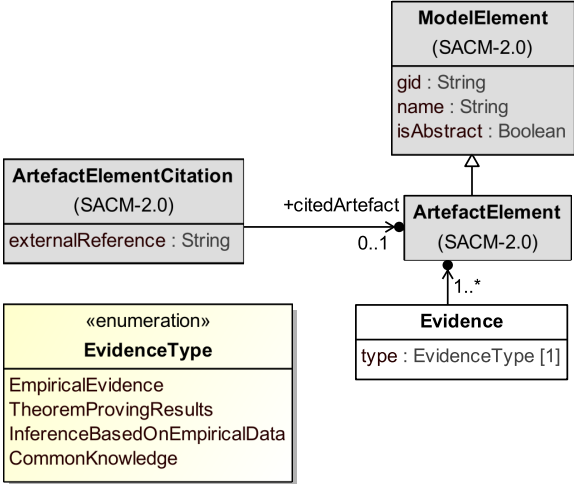 ModelElement
(SACM-2.0)
gid : String
name : String
isAbstract : Boolean
ArtefactElementCitation
(SACM-2.0)
externalReference : String
+citedArtefact
0..1
ArtefactElement
(SACM-2.0)
1..*
Evidence
type : EvidenceType [1]
«enumeration»
EvidenceType
EmpiricalEvidence
TheoremProvingResults
InferenceBasedOnEmpiricalData
CommonKnowledge